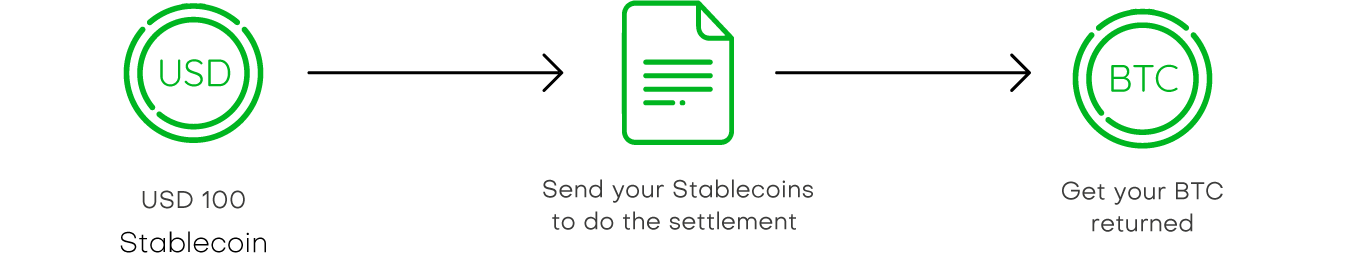 USD
BTC
USD 100
Stablecoin
Send your Stablecoins
to do the settlement
Get your BTC
returned